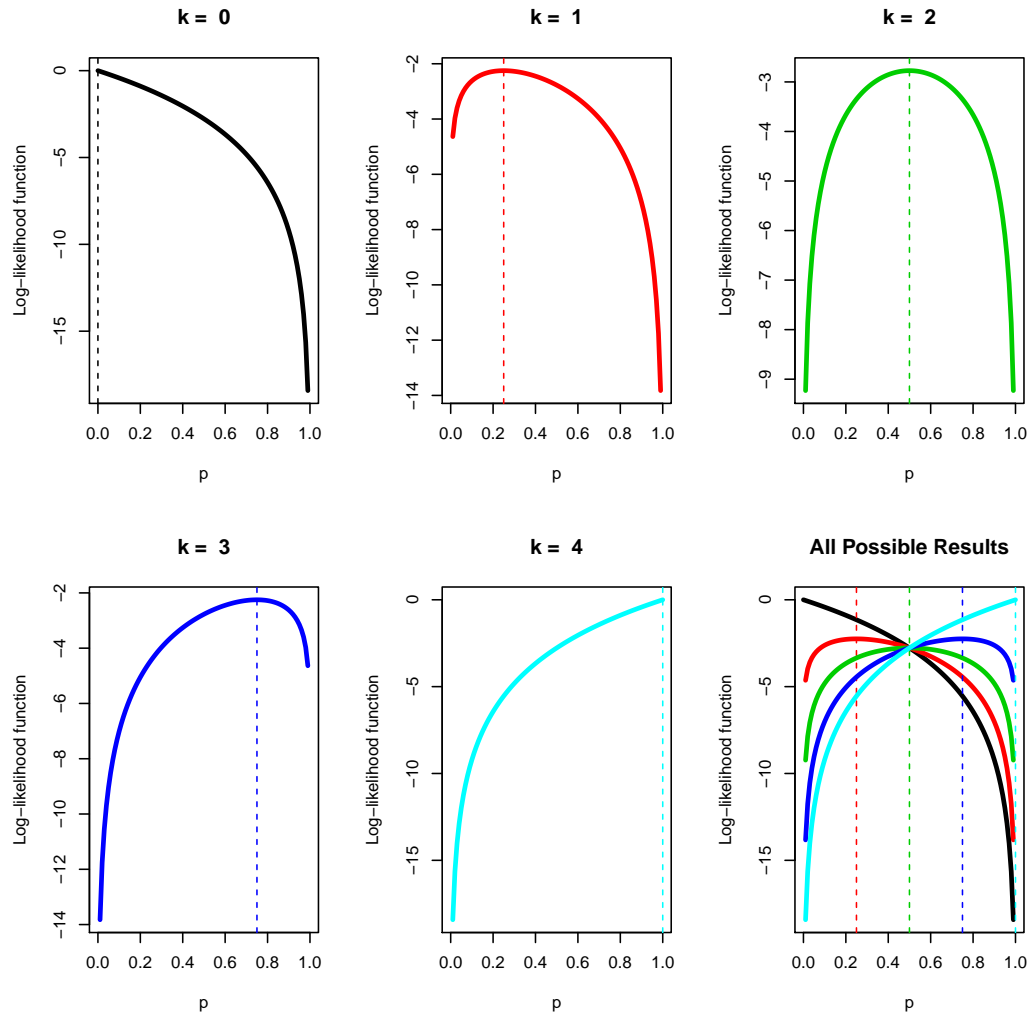 k = 0
k = 1
k = 2
Log−likelihood function
0
−5
−10
−15
0.0 0.2 0.4 0.6 0.8 1.0
p
Log−likelihood function
−2
−4
−6
−8
−10
−12
−14
0.0 0.2 0.4 0.6 0.8 1.0
p
Log−likelihood function
−3
−4
−5
−6
−7
−8
−9
0.0 0.2 0.4 0.6 0.8 1.0
p
k = 3
k = 4
All Possible Results
Log−likelihood function
−2
−4
−6
−8
−10
−12
−14
0.0 0.2 0.4 0.6 0.8 1.0
p
Log−likelihood function
0
−5
−10
−15
0.0 0.2 0.4 0.6 0.8 1.0
p
Log−likelihood function
0
−5
−10
−15
0.0 0.2 0.4 0.6 0.8 1.0
p